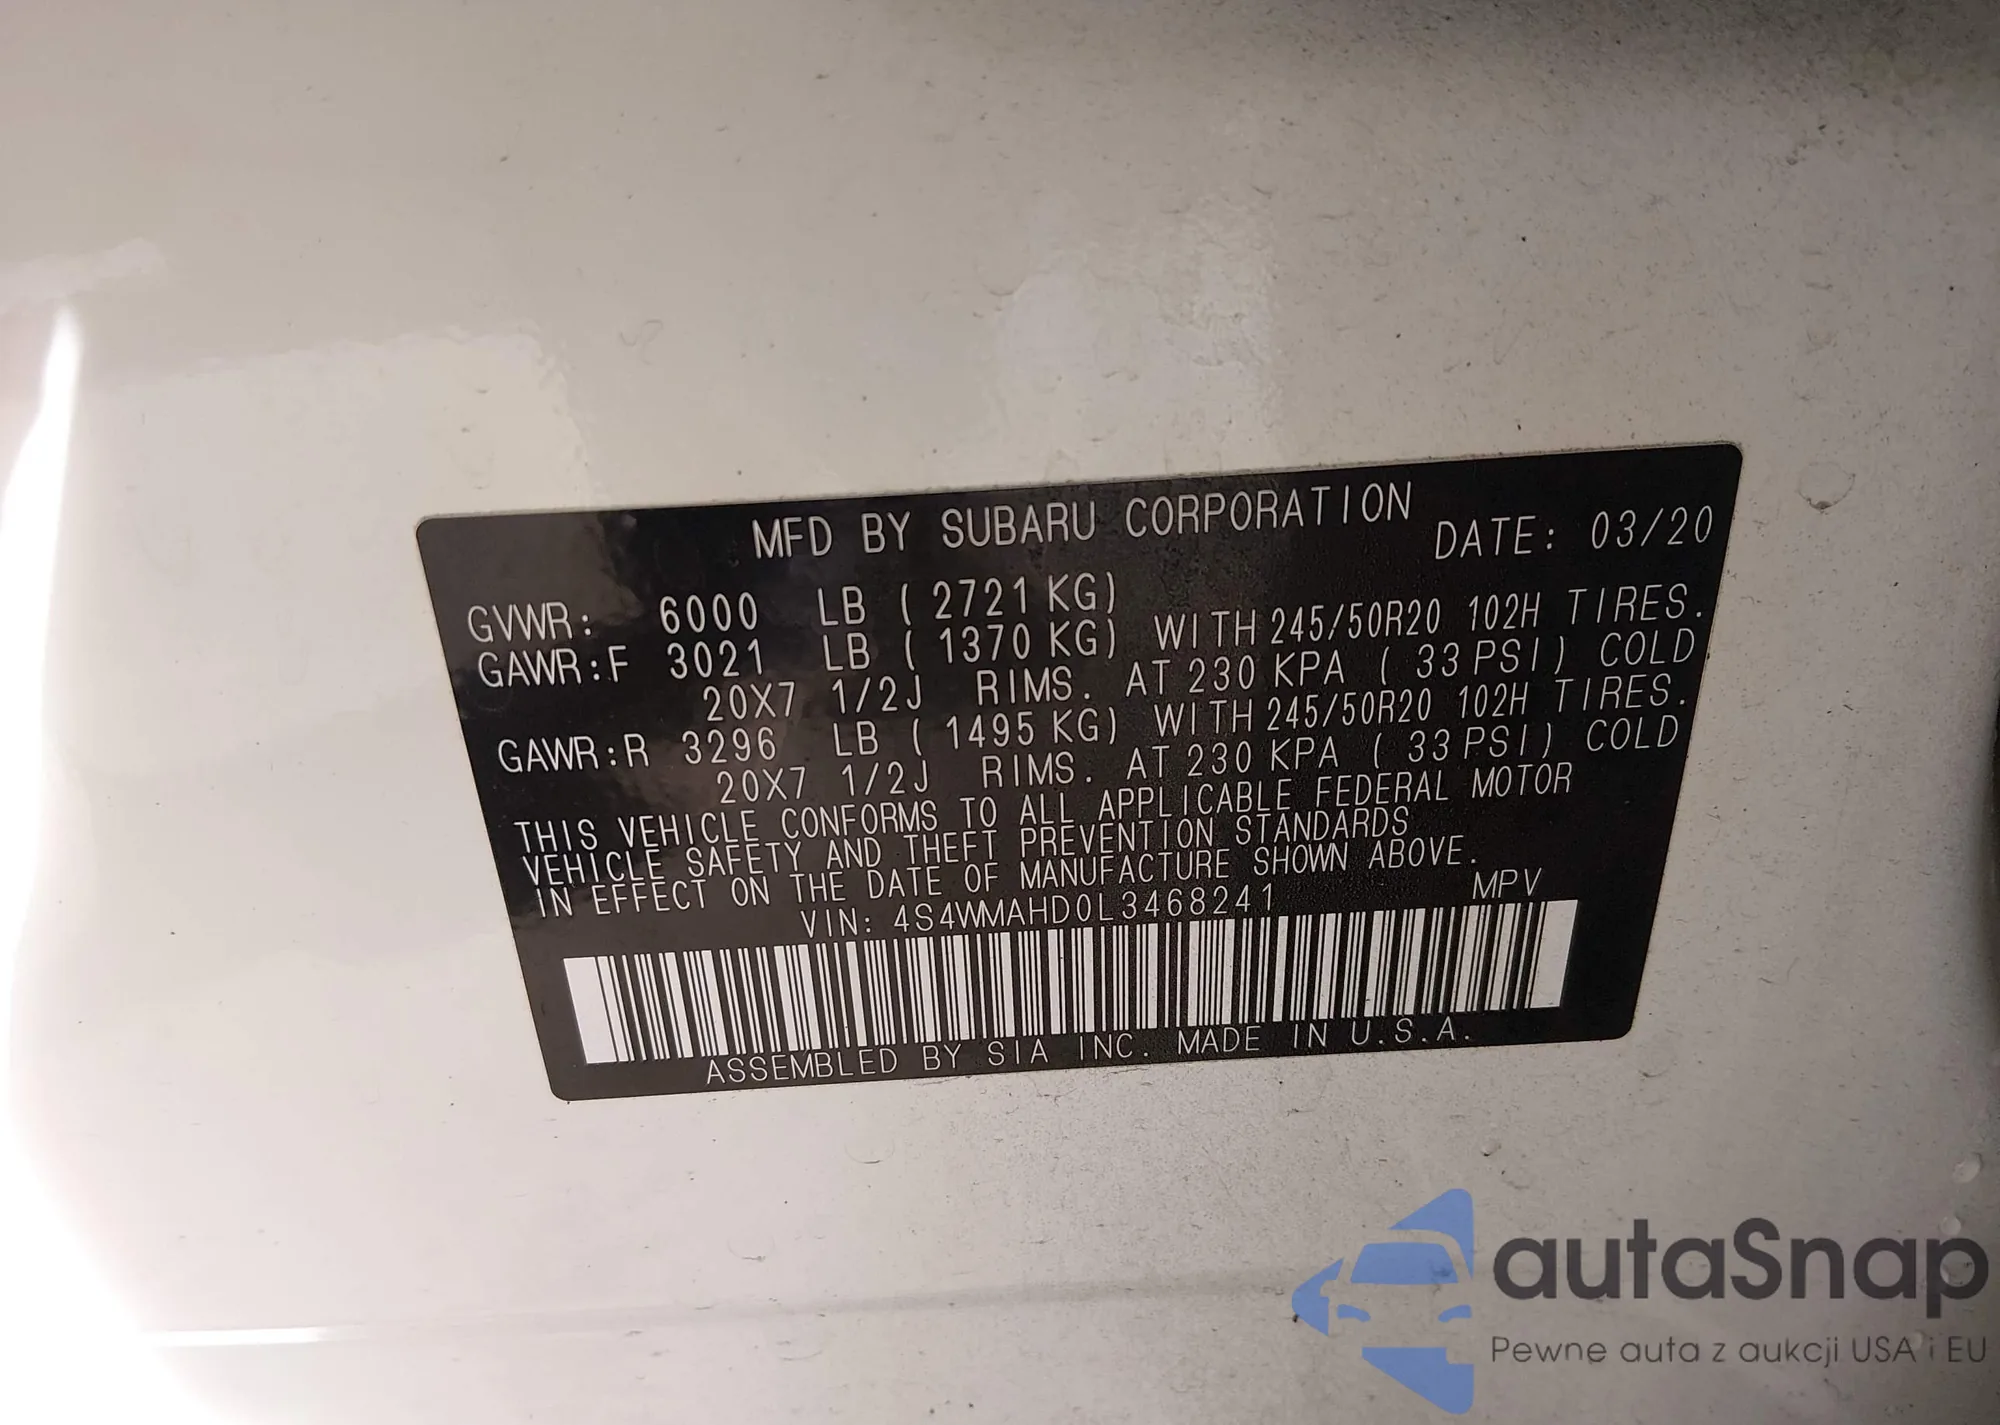 MFD BY SUBARU CORPORATION DATE: 03/20
GVWR: 6000 LB ( 2721 KG)
GAWR:F 3021 LB ( 1370 KG) WITH 245/50R20 102H TIRES.
20X7 1/2J RIMS. AT 230 KPA ( 33 PSI) COLD
GAWR:R 3296 LB ( 1495 KG) WITH 245/50R20 102H TIRES.
20X7 1/2J RIMS. AT 230 KPA ( 33 PSI) COLD
THIS VEHICLE CONFORMS TO ALL APPLICABLE FEDERAL MOTOR
VEHICLE SAFETY AND THEFT PREVENTION STANDARDS
IN EFFECT ON THE DATE OF MANUFACTURE SHOWN ABOVE.
VIN: 4S4WMAHD0L3468241 MPV
ASSEMBLED BY SIA INC. MADE IN U.S.A.
autaSnap
Pewne auta z aukcji USA i EU